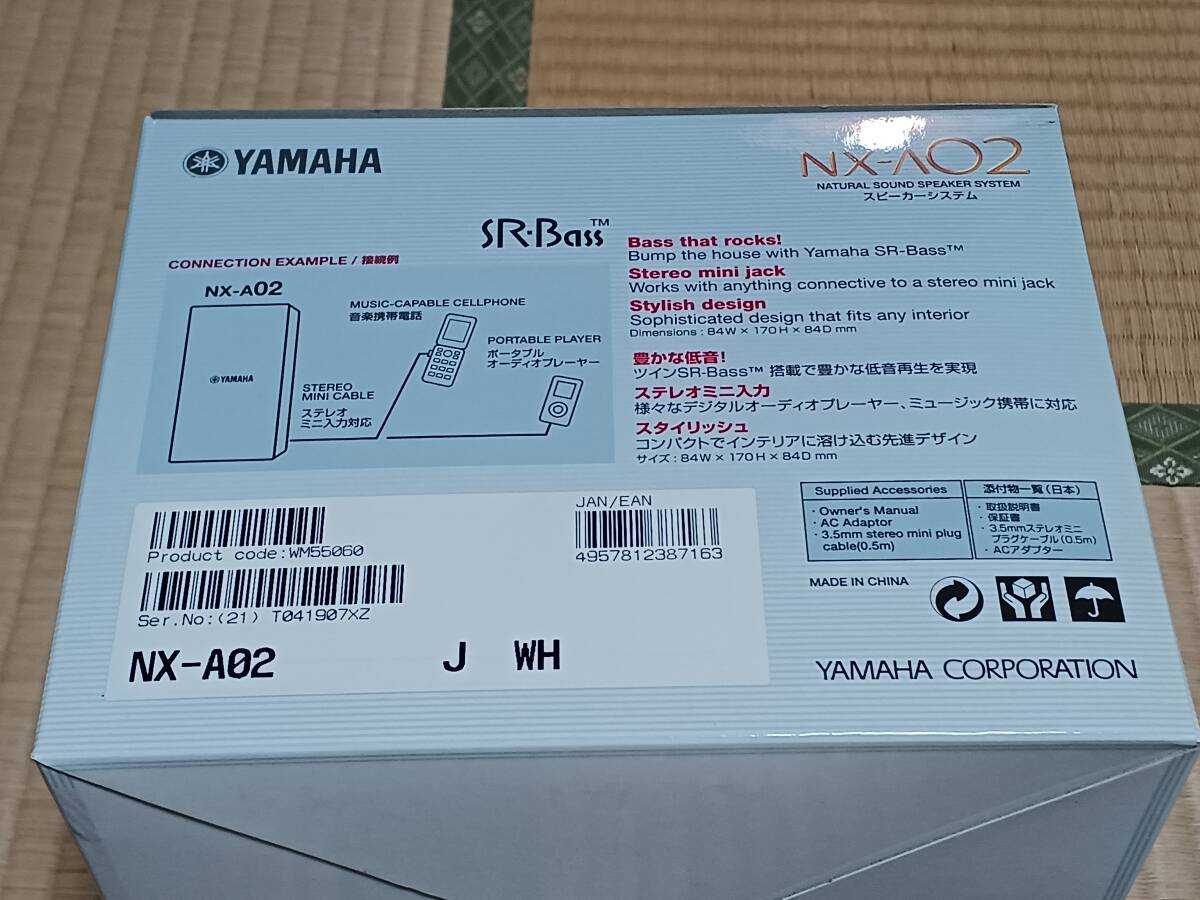 YAMAHA
NX-A02
NATURAL SOUND SPEAKER SYSTEM
スピーカーシステム
SR-Bass™
CONNECTION EXAMPLE / 接続例
NX-A02
YAMAHA
MUSIC-CAPABLE CELLPHONE
音楽携帯電話
PORTABLE PLAYER
ポータブル
オーディオプレーヤー
STEREO
MINI CABLE
ステレオ
ミニ入力対応
Bass that rocks!
Bump the house with Yamaha SR-Bass™
Stereo mini jack
Works with anything connective to a stereo mini jack
Stylish design
Sophisticated design that fits any interior
Dimensions : 84W × 170H × 84D mm
豊かな低音!
ツインSR-Bass™ 搭載で豊かな低音再生を実現
ステレオミニ入力
様々なデジタルオーディオプレーヤー、ミュージック携帯に対応
スタイリッシュ
コンパクトでインテリアに溶け込む先進デザイン
サイズ : 84W × 170H × 84D mm
Supplied Accessories
· Owner's Manual
· AC Adaptor
· 3.5mm stereo mini plug
cable(0.5m)
添付物一覧(日本)
· 取扱説明書
· 保証書
· 3.5mmステレオミニ
プラグケーブル(0.5m)
· ACアダプター
MADE IN CHINA
YAMAHA CORPORATION
Product code:WM55060
JAN/EAN
4957812387163
Ser.No:(21) T041907XZ
NX-A02 J WH